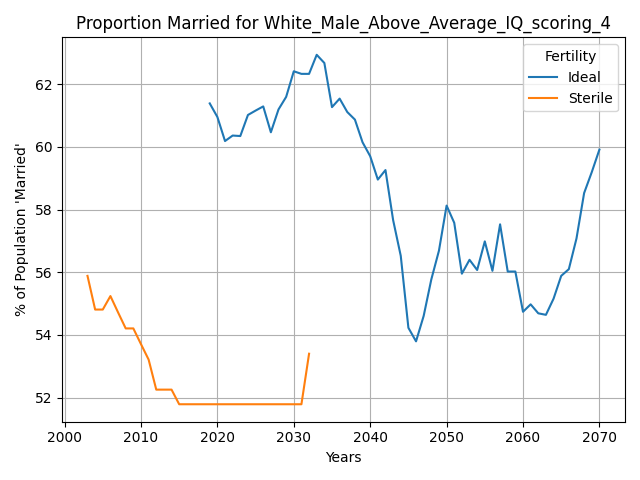 Proportion Married for White_Male_Above_Average_IQ_scoring_4
% of Population 'Married'
62
60
58
56
54
52
Fertility
Ideal
Sterile
2000 2010 2020 2030 2040 2050 2060 2070
Years